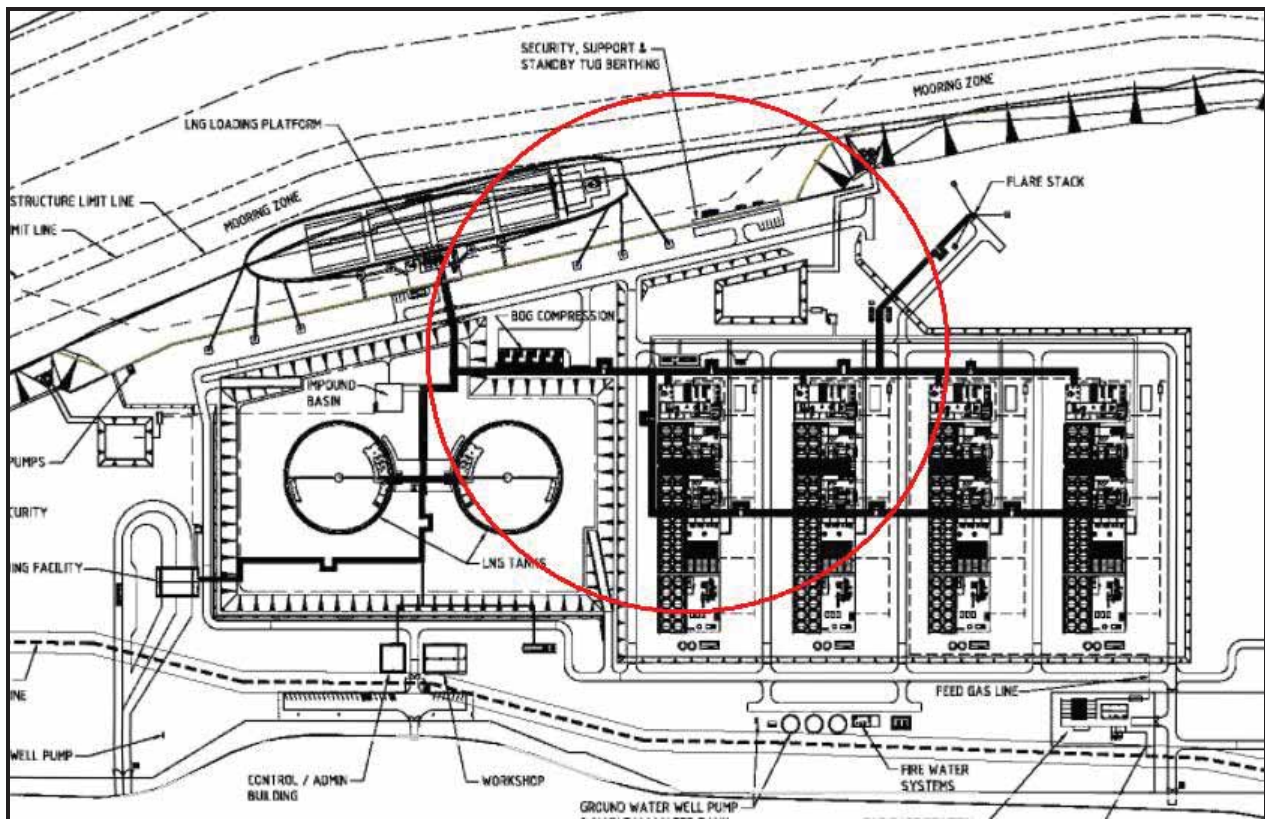 SECURITY, SUPPORT &
STANDBY TUG BERTHING
MOORING ZONE
LNG LOADING PLATFORM
FLARE STACK
STRUCTURE LIMIT LINE
MOORING ZONE
MIT LINE
BOG COMPRESSION
IMPOUND
BASIN
PUMPS
CURITY
ING FACILITY
LNG TANKS
FEED GAS LINE
INE
WELL PUMP
CONTROL / ADMIN
BUILDING
WORKSHOP
FIRE WATER
SYSTEMS
GROUND WATER WELL PUMP